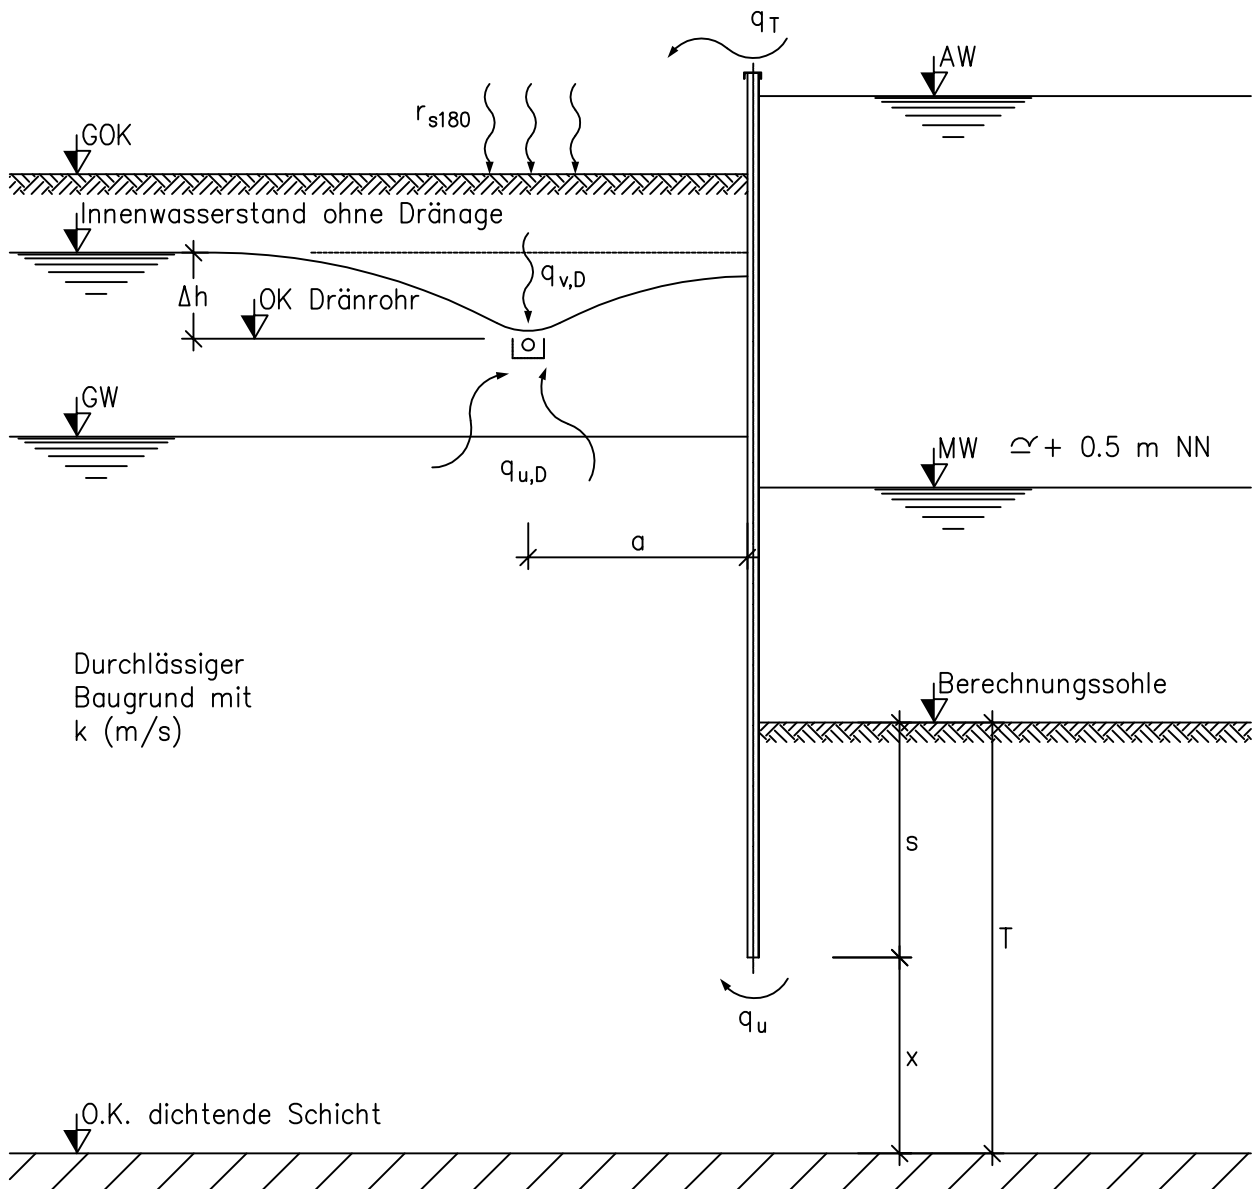 q_T
AW
r_s180
GOK
Innenwasserstand ohne Dränage
q_v,D
Δh
OK Dränrohr
GW
MW ≃ + 0.5 m NN
q_u,D
a
Durchlässiger
Baugrund mit
k (m/s)
Berechnungssohle
s
T
q_u
x
O.K. dichtende Schicht